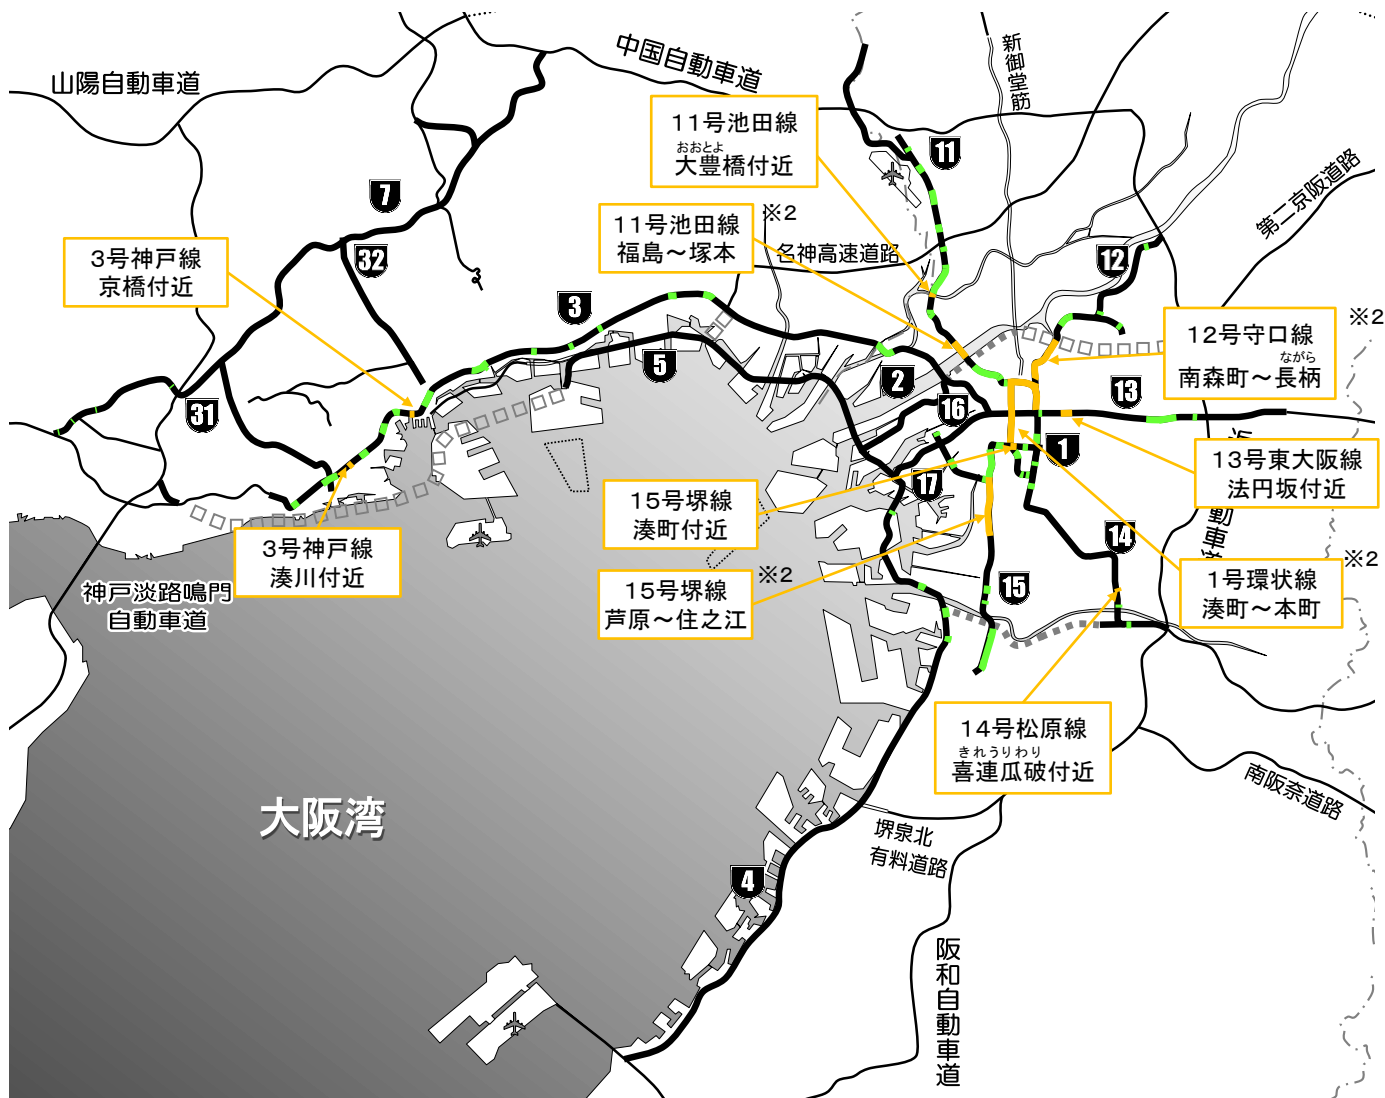 中国自動車道
山陽自動車道
新御堂筋
11号池田線
おおとよ
大豊橋付近
11
第二京阪道路
7
※2
11号池田線
福島～塚本
名神高速道路
12
3号神戸線
京橋付近
32
3
※2
12号守口線
ながら
南森町～長柄
5
2
13
31
16
1
13号東大阪線
法円坂付近
15号堺線
湊町付近
17
動車
14
3号神戸線
湊川付近
※2
15号堺線
芦原～住之江
※2
1号環状線
湊町～本町
15
神戸淡路鳴門
自動車道
14号松原線
きれうりわり
喜連瓜破付近
南阪奈道路
大阪湾
堺泉北
有料道路
4
阪和自動車道